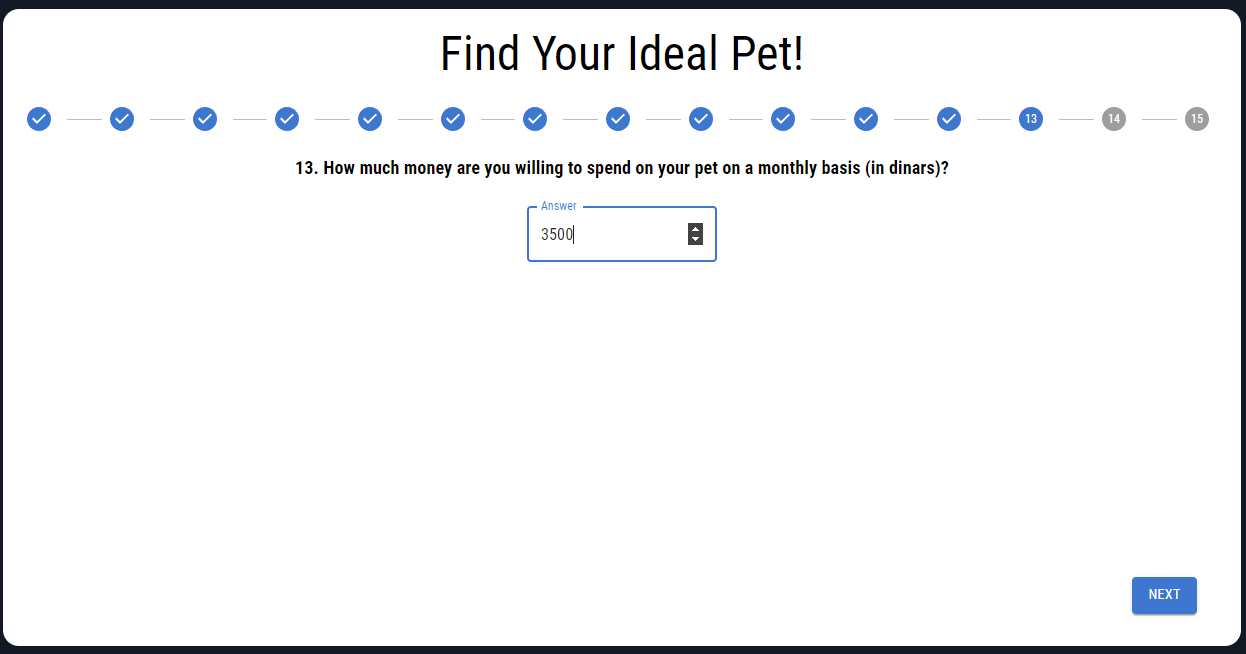 Find Your Ideal Pet!
13 14 15
13. How much money are you willing to spend on your pet on a monthly basis (in dinars)?
Answer
3500
NEXT